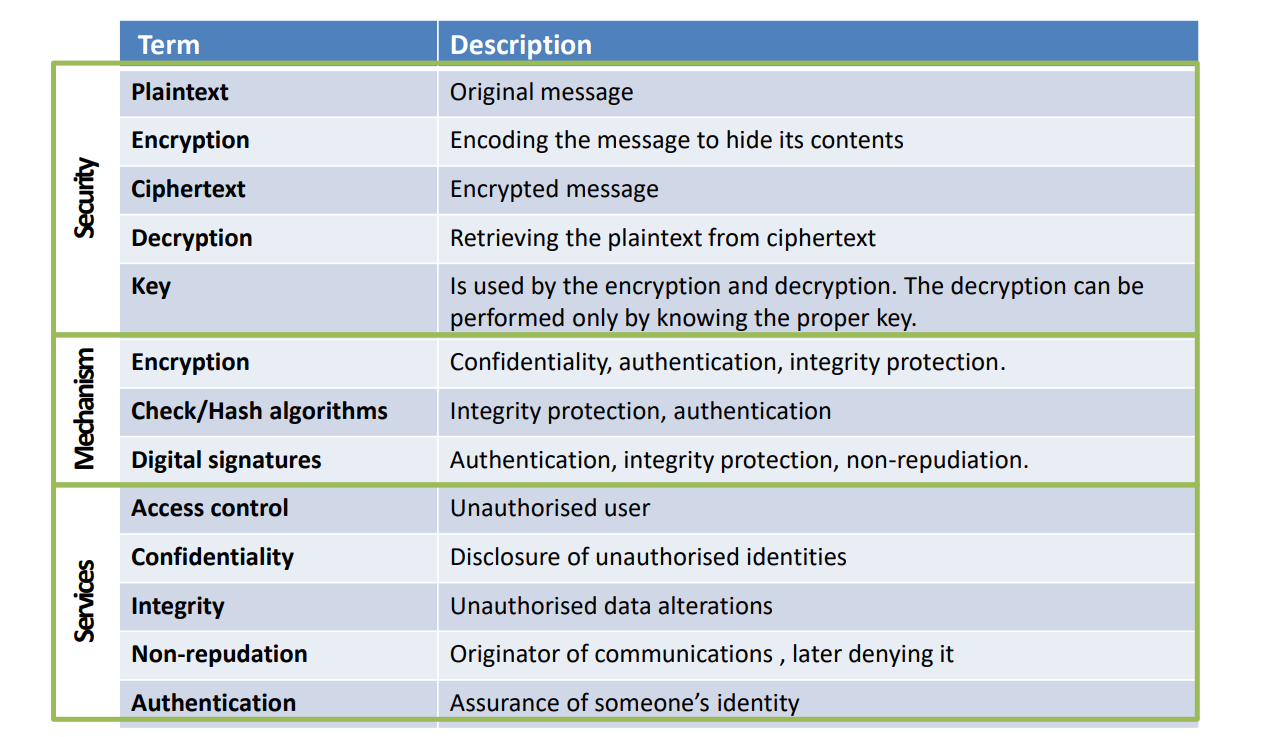 Term Description
Security
Plaintext Original message
Encryption Encoding the message to hide its contents
Ciphertext Encrypted message
Decryption Retrieving the plaintext from ciphertext
Key Is used by the encryption and decryption. The decryption can be
performed only by knowing the proper key.
Mechanism
Encryption Confidentiality, authentication, integrity protection.
Check/Hash algorithms Integrity protection, authentication
Digital signatures Authentication, integrity protection, non-repudiation.
Services
Access control Unauthorised user
Confidentiality Disclosure of unauthorised identities
Integrity Unauthorised data alterations
Non-repudation Originator of communications , later denying it
Authentication Assurance of someone’s identity